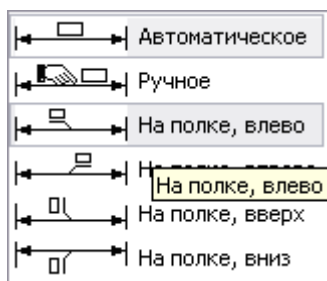 Автоматическое
Ручное
На полке, влево
На полке, влево
На полке, вверх
На полке, вниз